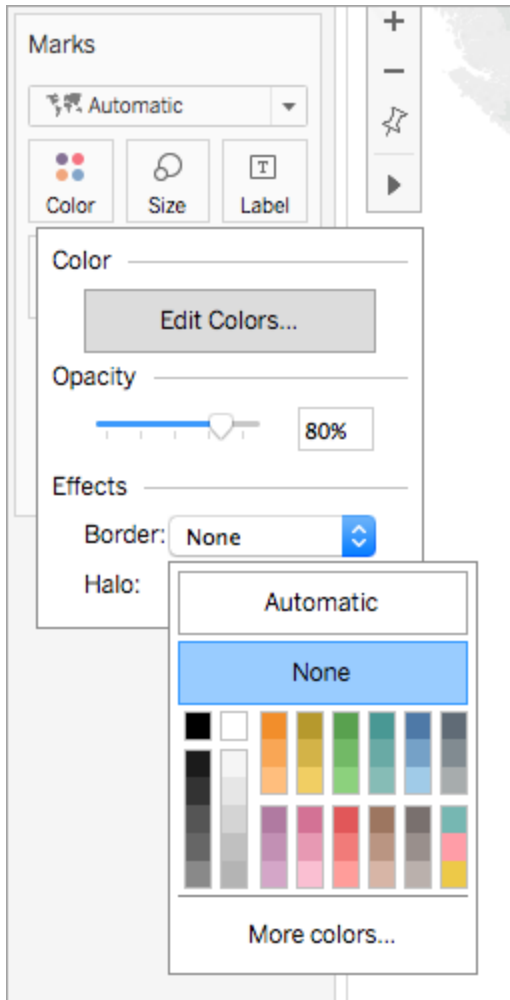 Marks
Automatic
Color Size Label
Color
Edit Colors...
Opacity
80%
Effects
Border: None
Halo:
Automatic
None
More colors...